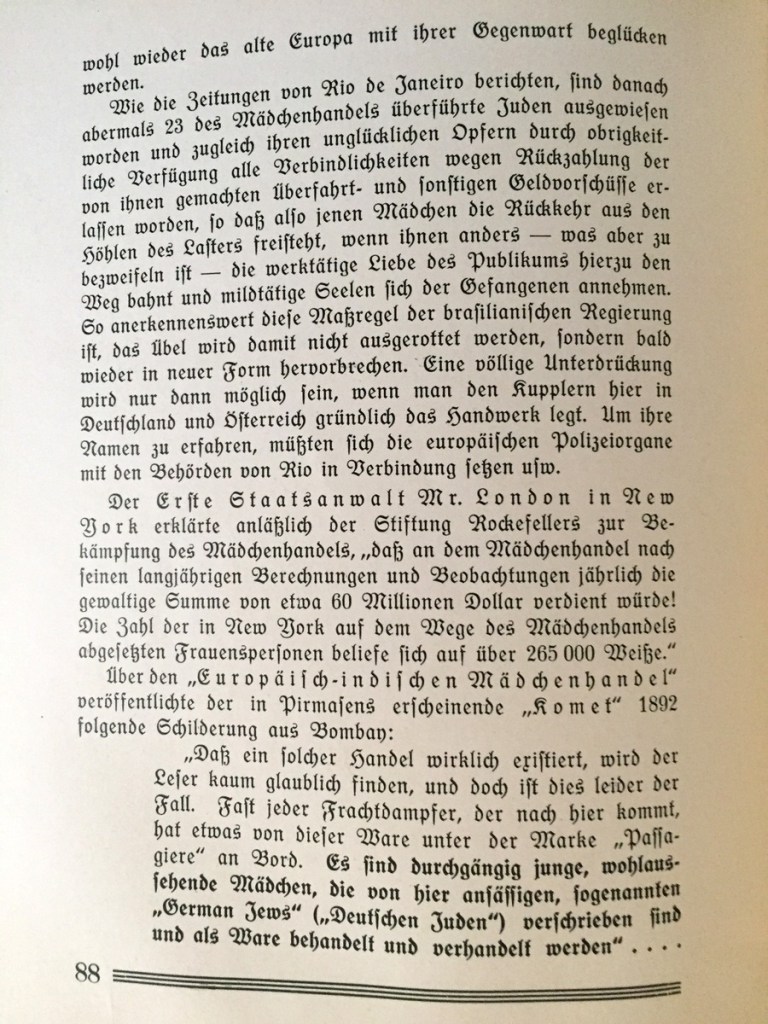 wohl wieder das alte Europa mit ihrer Gegenwart beglücken
werden.
Wie die Zeitungen von Rio de Janeiro berichten, sind danach
abermals 23 des Mädchenhandels überführte Juden ausgewiesen
worden und zugleich ihren unglücklichen Opfern durch obrigkeit-
liche Verfügung alle Verbindlichkeiten wegen Rückzahlung der
von ihnen gemachten Überfahrt- und sonstigen Geldvorschüsse er-
lassen worden, so daß also jenen Mädchen die Rückkehr aus den
Höhlen des Lasters freisteht, wenn ihnen anders — was aber zu
bezweifeln ist — die werktätige Liebe des Publikums hierzu den
Weg bahnt und mildtätige Seelen sich der Gefangenen annehmen.
So anerkennenswert diese Maßregel der brasilianischen Regierung
ist, das Übel wird damit nicht ausgerottet werden, sondern bald
wieder in neuer Form hervorbrechen. Eine völlige Unterdrückung
wird nur dann möglich sein, wenn man den Kupplern hier in
Deutschland und Österreich gründlich das Handwerk legt. Um ihre
Namen zu erfahren, müßten sich die europäischen Polizeiorgane
mit den Behörden von Rio in Verbindung setzen usw.
Der Erste Staatsanwalt Mr. London in New
York erklärte anläßlich der Stiftung Rockefellers zur Be-
kämpfung des Mädchenhandels, „daß an dem Mädchenhandel nach
seinen langjährigen Berechnungen und Beobachtungen jährlich die
gewaltige Summe von etwa 60 Millionen Dollar verdient würde!
Die Zahl der in New York auf dem Wege des Mädchenhandels
abgesetzten Frauenspersonen beliefe sich auf über 265 000 Weiße.“
Über den „Europäisch-indischen Mädchenhandel“
veröffentlichte der in Pirmasens erscheinende „Komet“ 1892
folgende Schilderung aus Bombay:
„Daß ein solcher Handel wirklich existiert, wird der
Leser kaum glaublich finden, und doch ist dies leider der
Fall. Fast jeder Frachtdampfer, der nach hier kommt,
hat etwas von dieser Ware unter der Marke „Passa-
giere“ an Bord. Es sind durchgängig junge, wohlaus-
sehende Mädchen, die von hier ansässigen, sogenannten
„German Jews“ („Deutschen Juden“) verschrieben sind
und als Ware behandelt und verhandelt werden“ . . . .
88